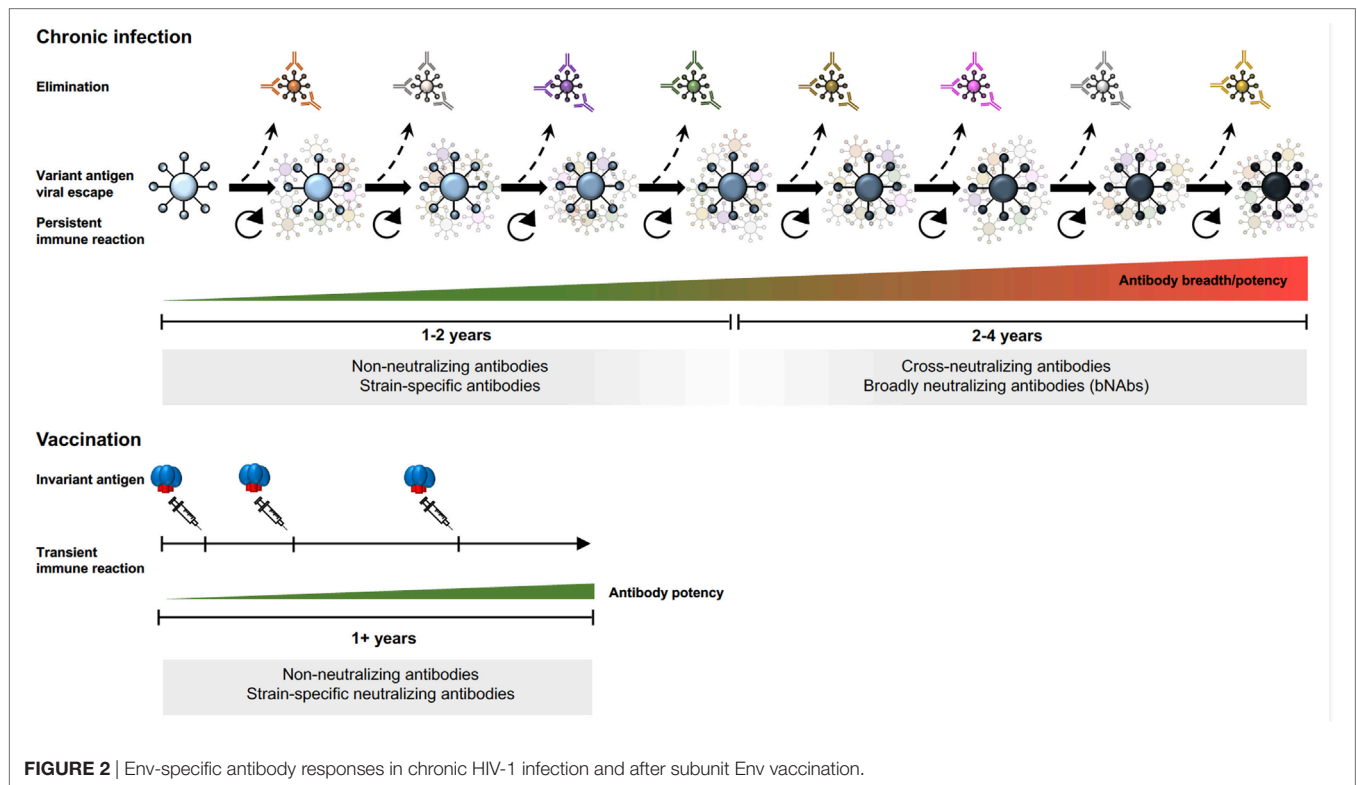 Chronic infection
Elimination
Variant antigen
viral escape
Persistent
immune reaction
Antibody breadth/potency
1-2 years
2-4 years
Non-neutralizing antibodies
Strain-specific antibodies
Cross-neutralizing antibodies
Broadly neutralizing antibodies (bNAbs)
Vaccination
Invariant antigen
Transient
immune reaction
Antibody potency
1+ years
Non-neutralizing antibodies
Strain-specific neutralizing antibodies
FIGURE 2 | Env-specific antibody responses in chronic HIV-1 infection and after subunit Env vaccination.